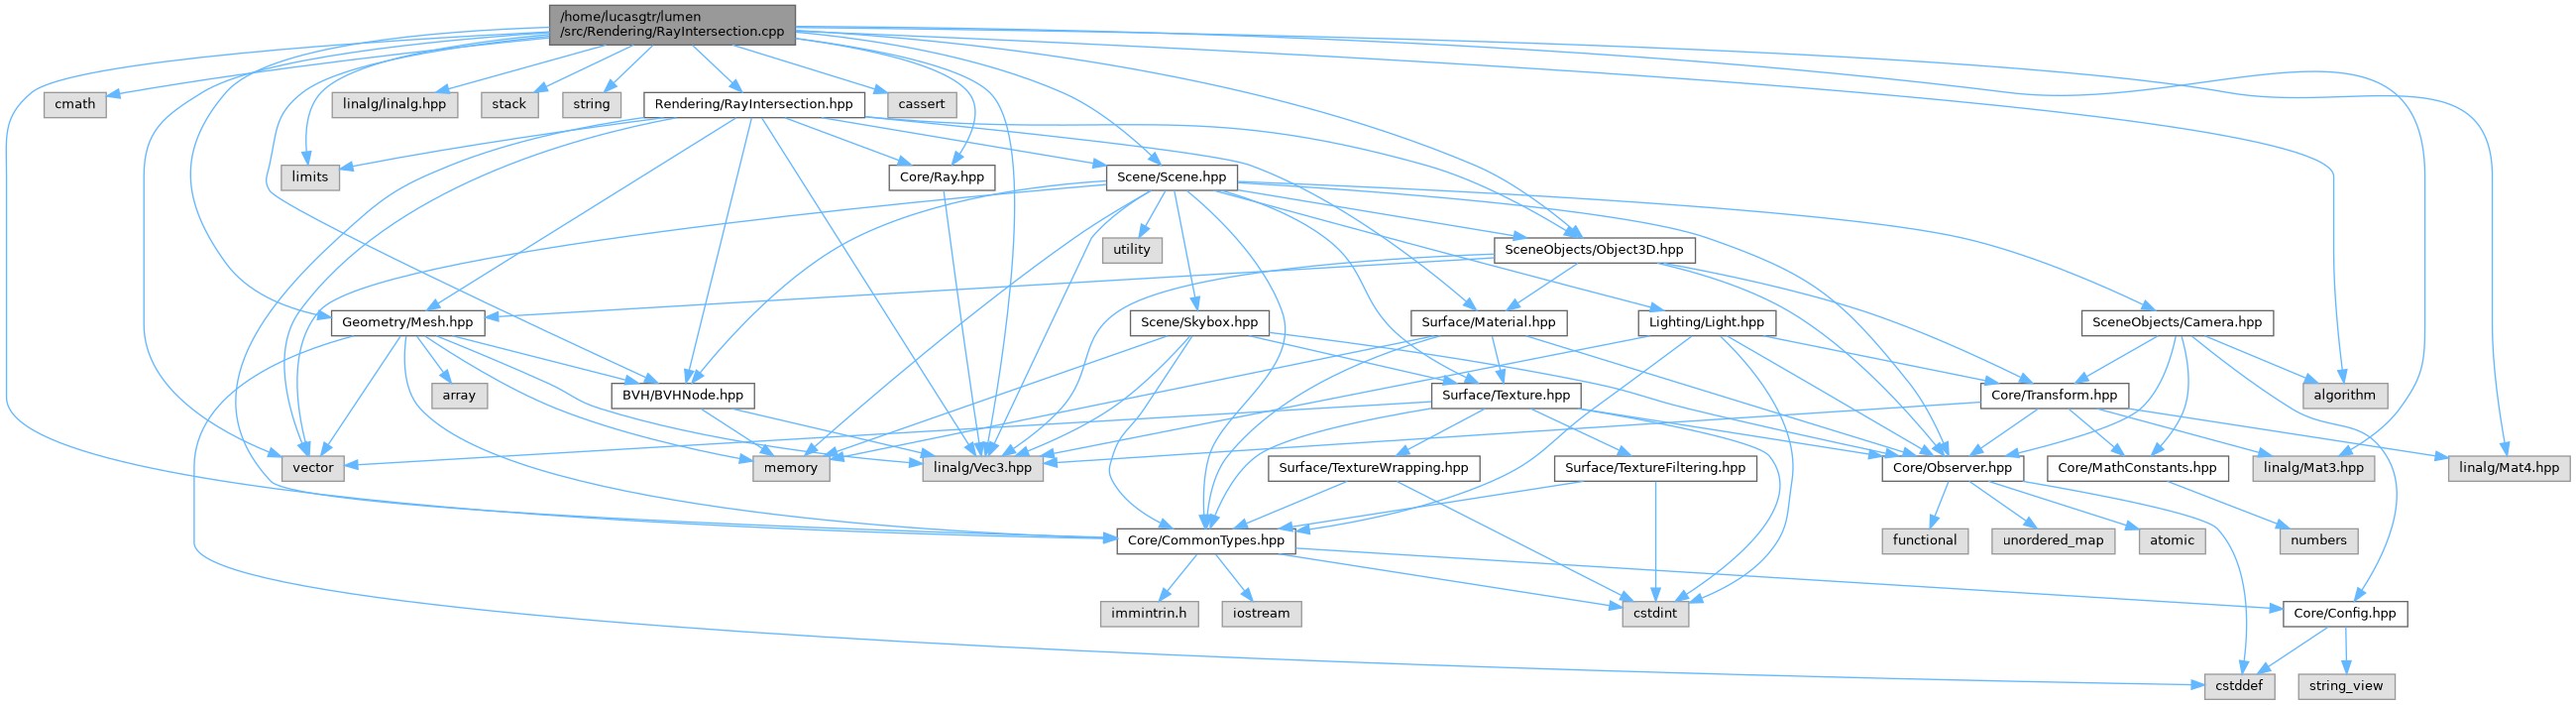 /home/lucasgtr/lumen
/src/Rendering/RayIntersection.cpp
cmath
linalg/linalg.hpp
stack
string
Rendering/RayIntersection.hpp
cassert
limits
Core/Ray.hpp
Scene/Scene.hpp
utility
SceneObjects/Object3D.hpp
Geometry/Mesh.hpp
Scene/Skybox.hpp
Surface/Material.hpp
Lighting/Light.hpp
SceneObjects/Camera.hpp
array
BVH/BVHNode.hpp
Surface/Texture.hpp
Core/Transform.hpp
algorithm
vector
memory
linalg/Vec3.hpp
Surface/TextureWrapping.hpp
Surface/TextureFiltering.hpp
Core/Observer.hpp
Core/MathConstants.hpp
linalg/Mat3.hpp
linalg/Mat4.hpp
Core/CommonTypes.hpp
functional
unordered_map
atomic
numbers
immintrin.h
iostream
cstdint
Core/Config.hpp
cstddef
string_view